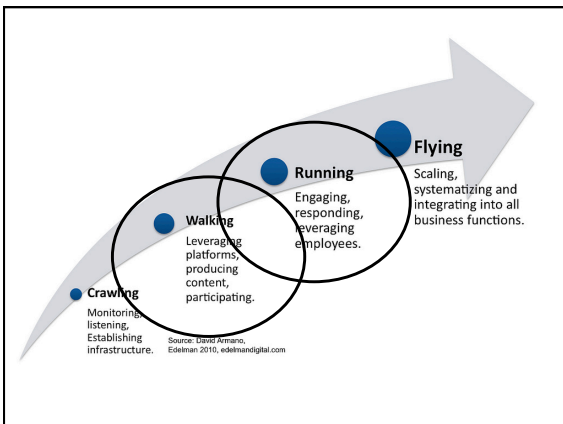 Flying
Scaling,
systematizing and
integrating into all
business functions.
Running
Engaging,
responding,
leveraging
employees.
Walking
Leveraging
platforms,
producing
content,
participating.
Crawling
Monitoring,
listening,
Establishing
infrastructure.
Source: David Armano,
Edelman 2010, edelmandigital.com